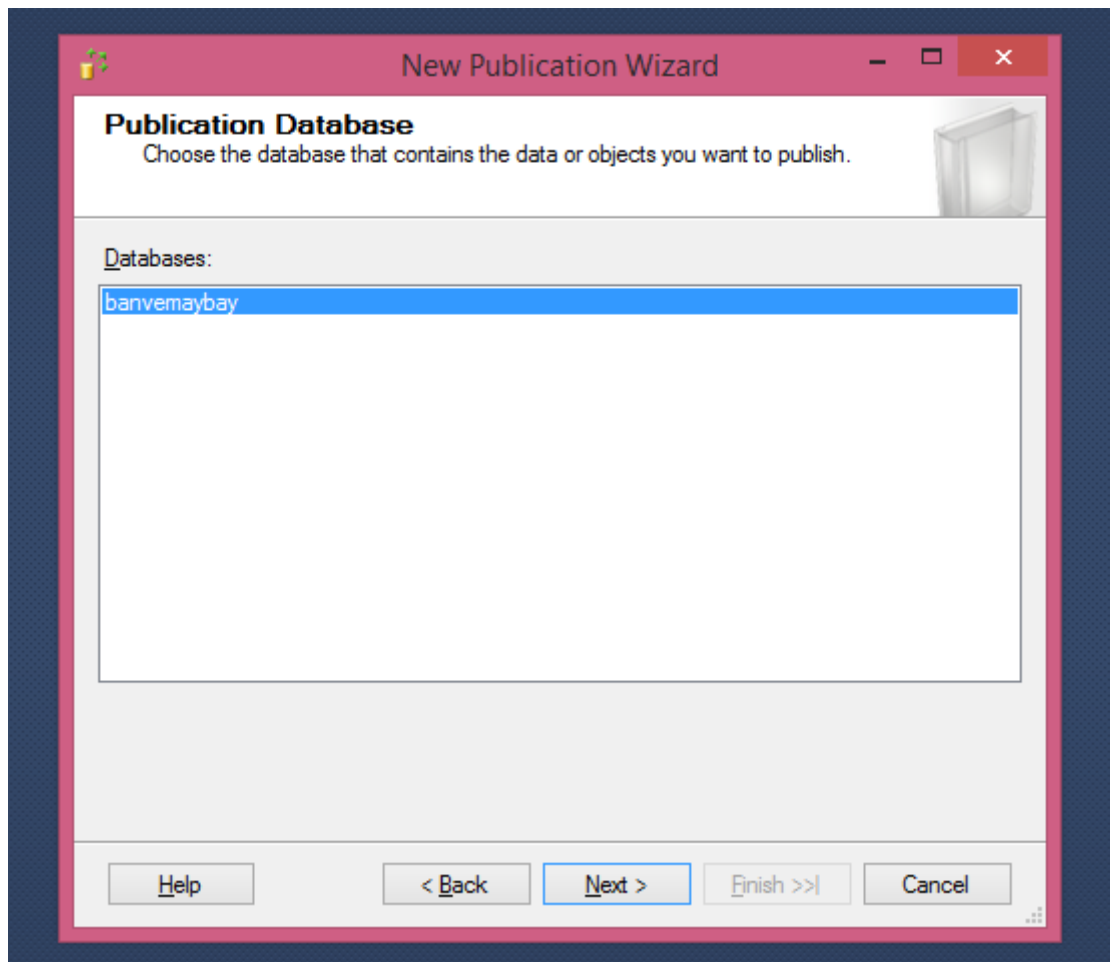 New Publication Wizard
Publication Database
Choose the database that contains the data or objects you want to publish.
Databases:
banvemaybay
Help
< Back
Next >
Finish >>|
Cancel